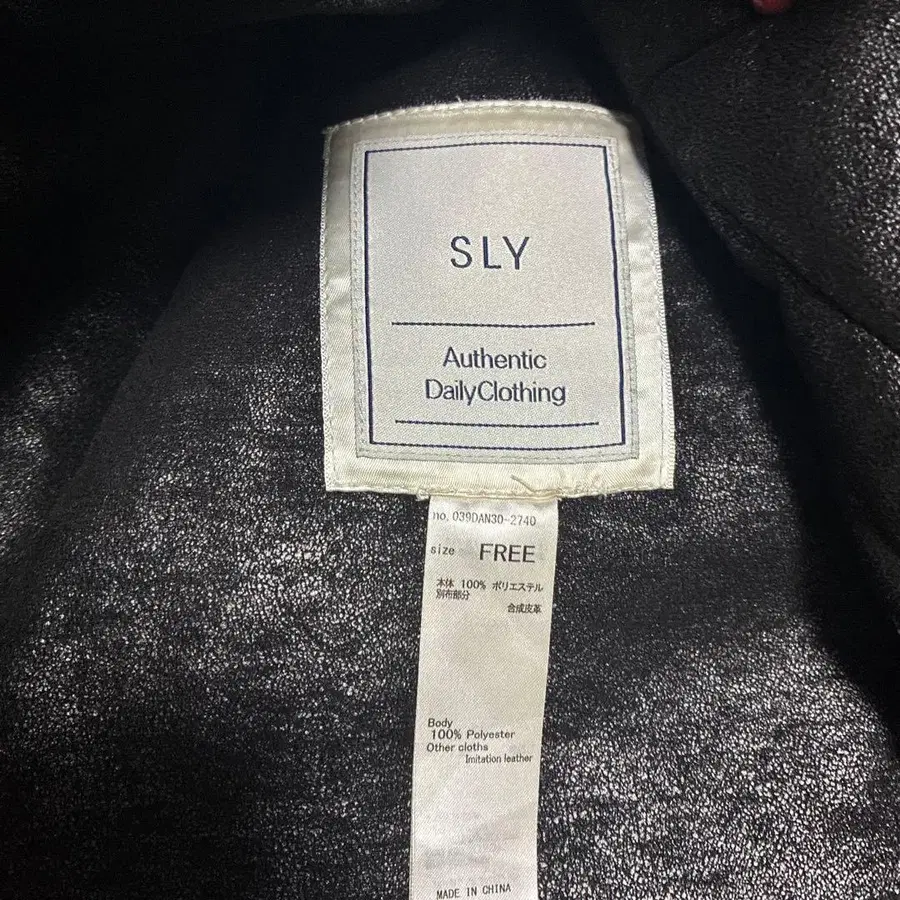 SLY
Authentic
DailyClothing
no. 039DAN30-2740
size FREE
本体 100% ポリエステル
別布部分
合成皮革
Body
100% Polyester
Other cloths
Imitation leather
MADE IN CHINA